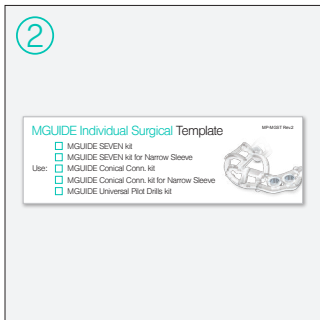 2
MGUIDE Individual Surgical Template
MP-M1057 Rev.2
MGUIDE SEVEN kit
MGUIDE SEVEN kit for Narrow Sleeve
Use: MGUIDE Conical Conn. kit
MGUIDE Conical Conn. kit for Narrow Sleeve
MGUIDE Universal Pilot Drills kit